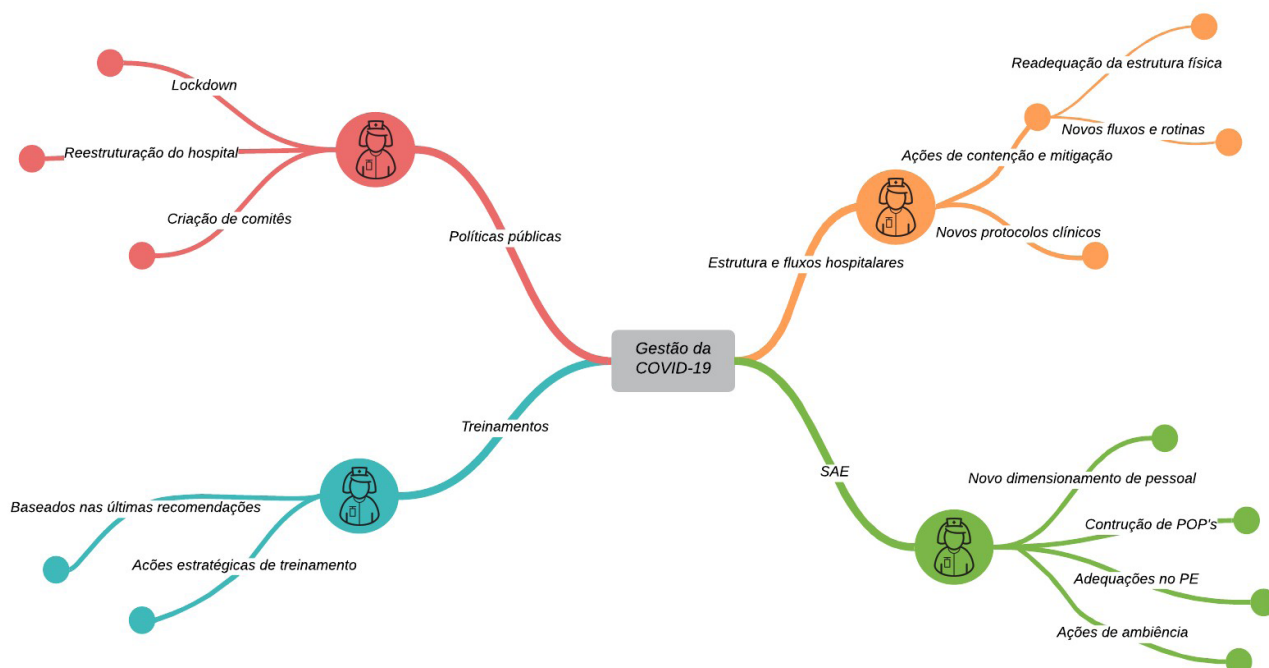 Lockdown
Reestruturação do hospital
Criação de comitês
Políticas públicas
Readequação da estrutura física
Novos fluxos e rotinas
Ações de contenção e mitigação
Novos protocolos clínicos
Estrutura e fluxos hospitalares
Gestão da
COVID-19
Treinamentos
Baseados nas últimas recomendações
Acões estratégicas de treinamento
SAE
Novo dimensionamento de pessoal
Contrução de POP's
Adequações no PE
Ações de ambiência